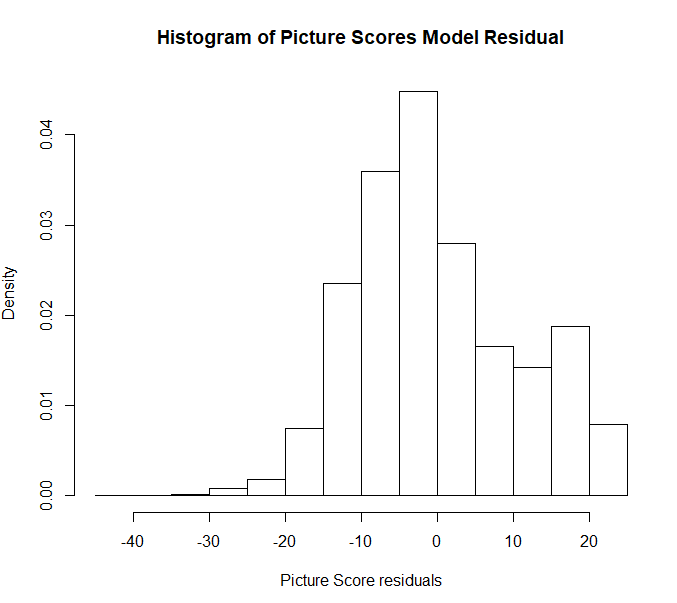 Histogram of Picture Scores Model Residual
Density
0.04
0.03
0.02
0.01
0.00
-40 -30 -20 -10 0 10 20
Picture Score residuals